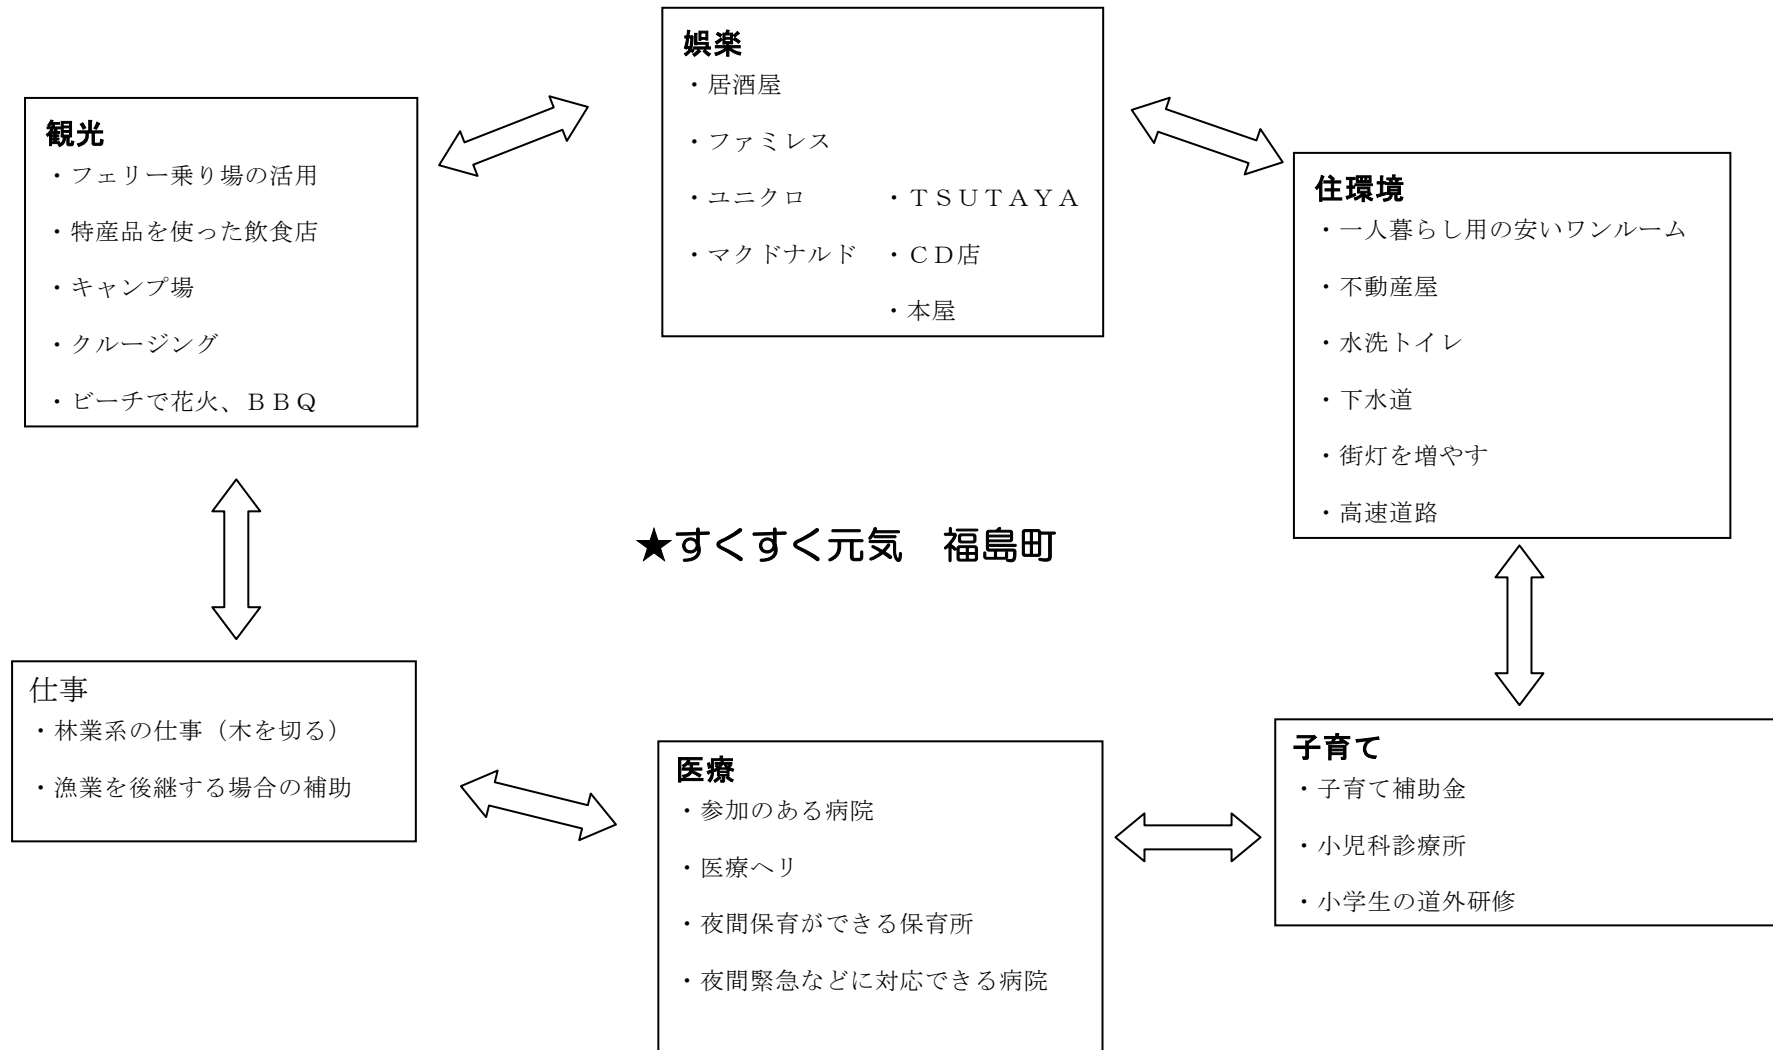 娯楽
・居酒屋
・ファミレス
・ユニクロ ・ＴＳＵＴＡＹＡ
・マクドナルド ・ＣＤ店
・本屋
観光
・フェリー乗り場の活用
・特産品を使った飲食店
・キャンプ場
・クルージング
・ビーチで花火、ＢＢＱ
住環境
・一人暮らし用の安いワンルーム
・不動産屋
・水洗トイレ
・下水道
・街灯を増やす
・高速道路
★すくすく元気　福島町
仕事
・林業系の仕事（木を切る）
・漁業を後継する場合の補助
医療
・参加のある病院
・医療ヘリ
・夜間保育ができる保育所
・夜間緊急などに対応できる病院
子育て
・子育て補助金
・小児科診療所
・小学生の道外研修